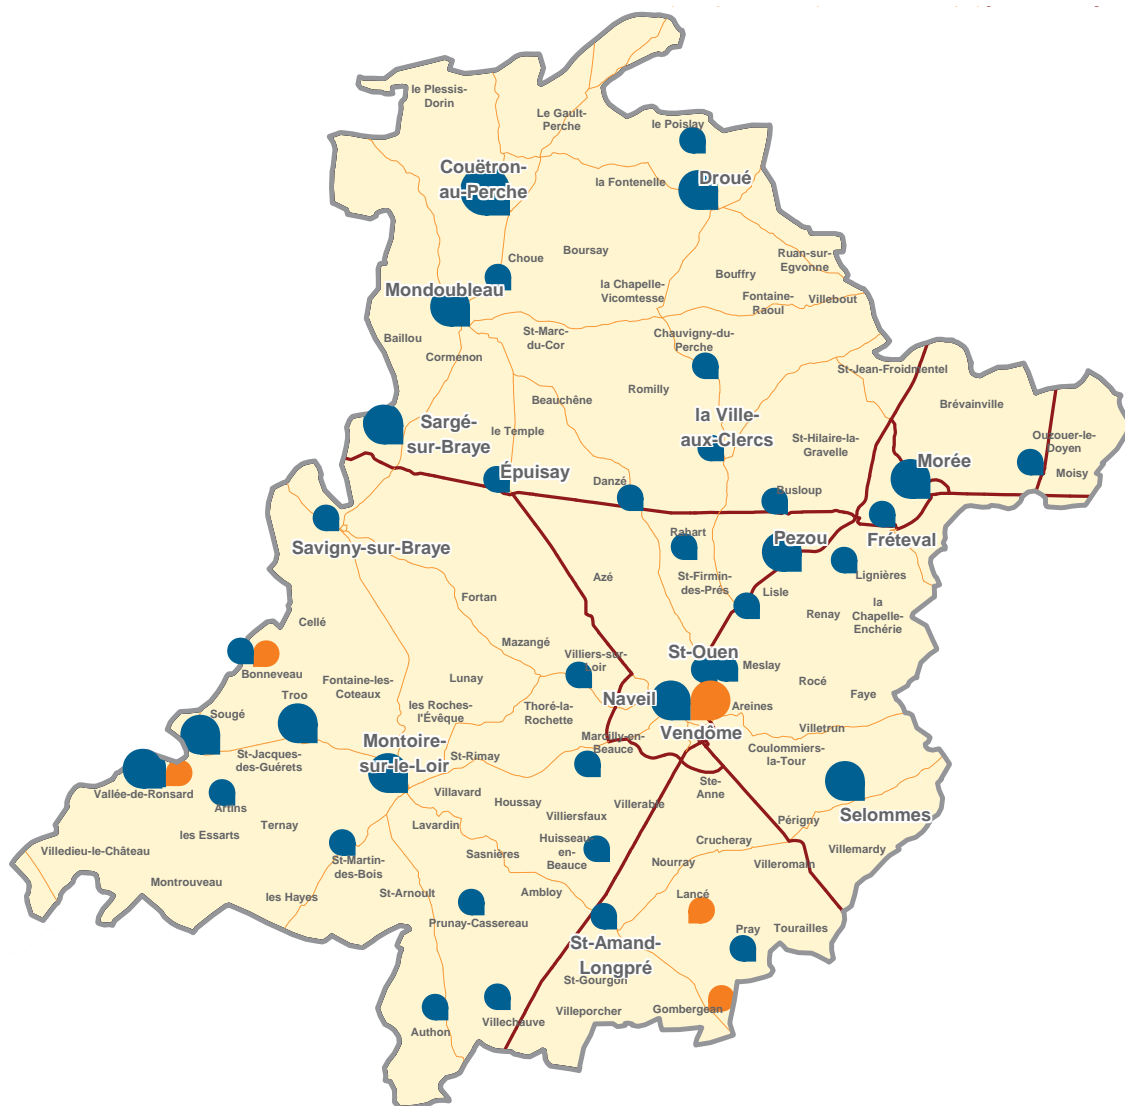 le Plessis-
Dorin
Le Gault-
Perche
le Poislay
Couëtron-
au-Perche
la Fontenelle
Droué
Choue
Boursay
Ruan-sur-
Egvonne
Bouffry
la Chapelle-
Vicomtesse
Mondoubleau
Fontaine-
Raoul
Villebout
Baillou
St-Marc-
du-Cor
Chauvigny-du-
Perche
Cormenon
St-Jean-Froidmentel
Romilly
Beauchêne
Brévainville
Sargé-
sur-Braye
la Ville-
aux-Clercs
le Temple
St-Hilaire-la-
Gravelle
Ouzouer-le-
Doyen
Morée
Moisy
Épuisay
Danzé
Busloup
Savigny-sur-Braye
Rahart
Pezou
Fréteval
Azé
St-Firmin-
des-Prés
Lignières
Lisle
Fortan
Renay
la
Chapelle-
Enchérie
Cellé
Mazangé
Villiers-sur-
Loir
St-Ouen
Meslay
Bonneveau
Fontaine-les-
Coteaux
Lunay
Rocé
Faye
Troo
Naveil
Areines
Sougé
les Roches-
l'Évêque
Thoré-la-
Rochette
Villetrun
Vendôme
Montoire-
sur-le-Loir
Marcilly-en-
Beauce
St-Jacques-
des-Guérets
St-Rimay
Coulommiers-
la-Tour
Ste-
Anne
Vallée-de-Ronsard
Artins
Villavard
Houssay
Villerable
Selommes
Villiersfaux
Périgny
les Essarts
Ternay
Lavardin
Huisseau-
en-
Beauce
Crucheray
Villedieu-le-Château
Sasnières
Villemardy
St-Martin-
des-Bois
Nourray
Villeromain
Montrouveau
les Hayes
St-Arnoult
Ambloy
Lancé
Prunay-Cassereau
Pray
Tourailles
St-Amand-
Longpré
St-Gourgon
Authon
Villechauve
Villeporcher
Gombergean